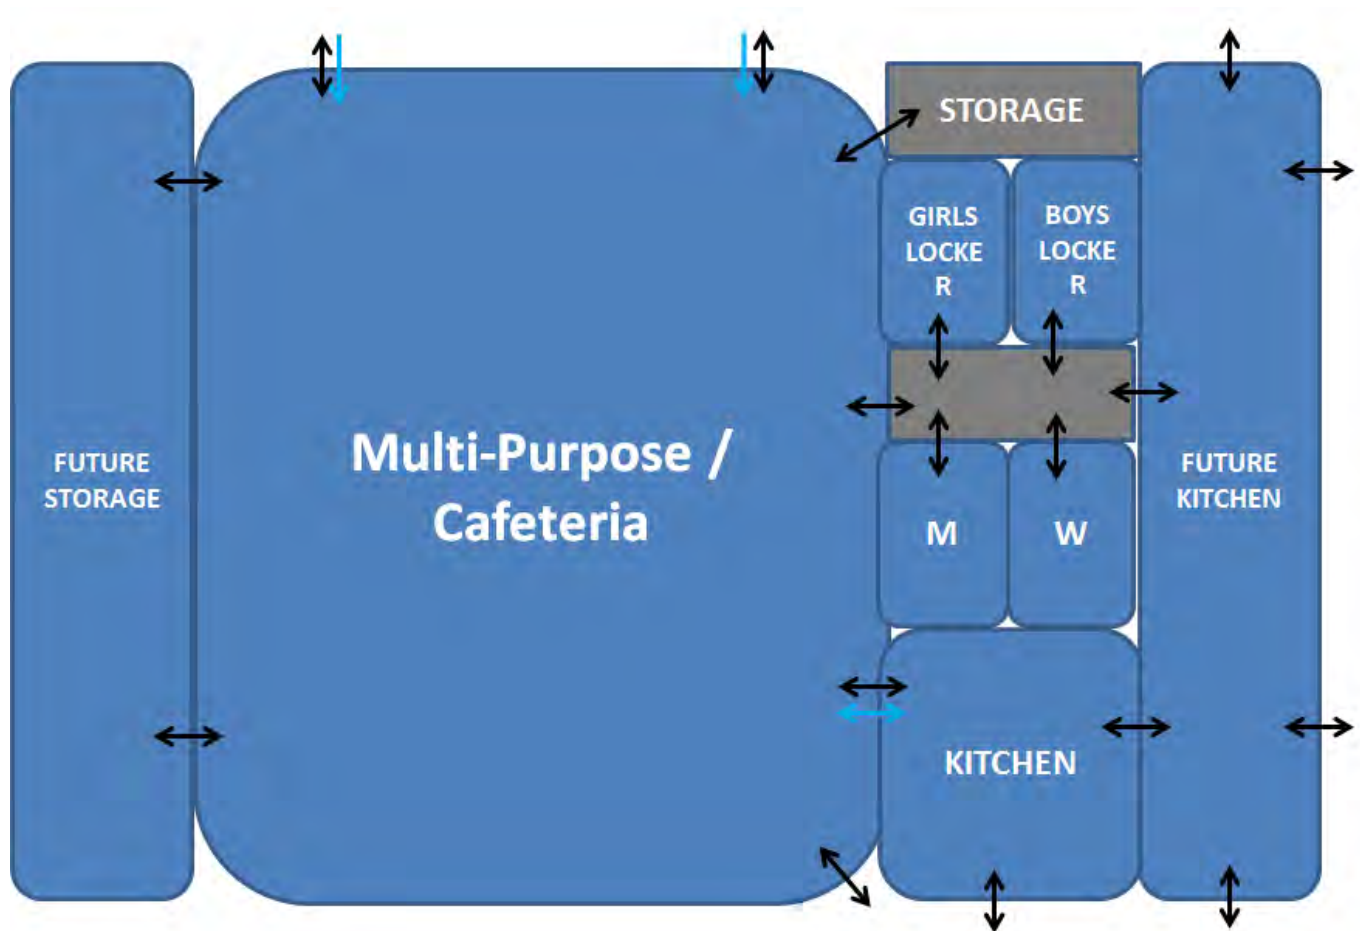 STORAGE
GIRLS
LOCKE
R
BOYS
LOCKE
R
FUTURE
STORAGE
Multi-Purpose /
Cafeteria
FUTURE
KITCHEN
M
W
KITCHEN